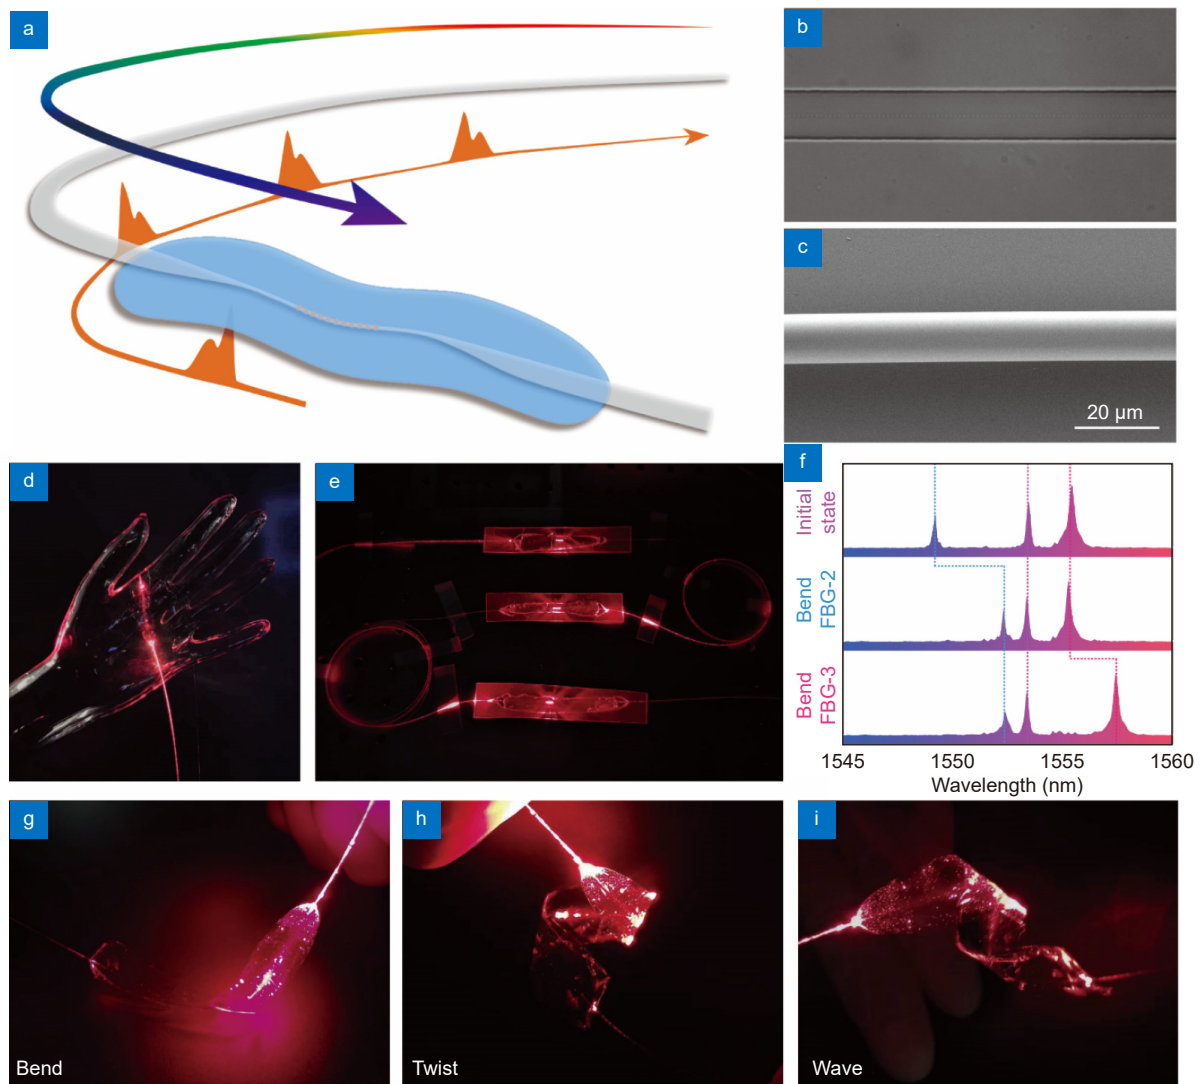 a
b
c
20 µm
d
e
f
Initial
state
Bend
FBG-2
Bend
FBG-3
1545
1550
1555
1560
Wavelength (nm)
g
Bend
h
Twist
i
Wave